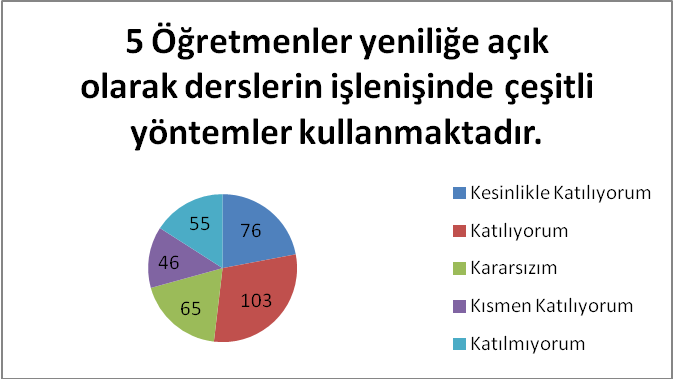 5 Öğretmenler yeniliğe açık
olarak derslerin işlenişinde çeşitli
yöntemler kullanmaktadır.
76
103
65
46
55
Kesinlikle Katılıyorum
Katılıyorum
Kararsızım
Kısmen Katılıyorum
Katılmıyorum